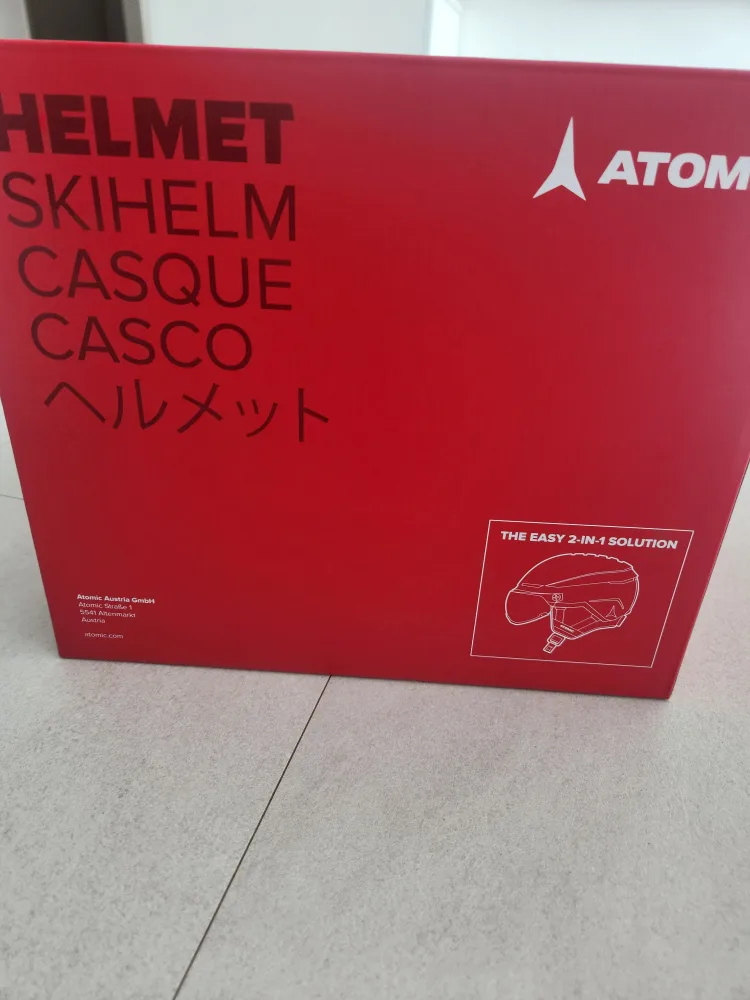 HELMET
SKIHELM
CASQUE
CASCO
ヘルメット
ATOM
THE EASY 2-IN-1 SOLUTION
Atomic Austria GmbH
Atomic Straße 1
5541 Altenmarkt
Austria
atomic.com